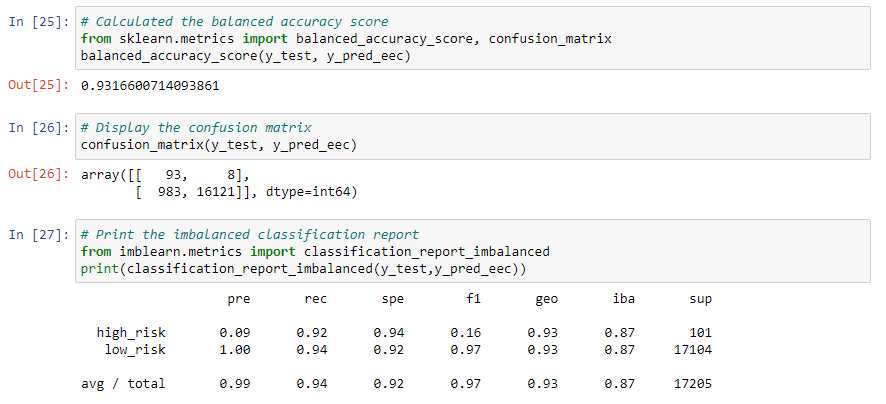 In [25]: # Calculated the balanced accuracy score
from sklearn.metrics import balanced_accuracy_score, confusion_matrix
balanced_accuracy_score(y_test, y_pred_eec)
Out[25]: 0.9316600714093861
In [26]: # Display the confusion matrix
confusion_matrix(y_test, y_pred_eec)
Out[26]: array([[   93,     8],
       [  983, 16121]], dtype=int64)
In [27]: # Print the imbalanced classification report
from imblearn.metrics import classification_report_imbalanced
print(classification_report_imbalanced(y_test,y_pred_eec))
                   pre       rec       spe        f1       geo       iba       sup
  high_risk       0.09      0.92      0.94      0.16      0.93      0.87       101
   low_risk       1.00      0.94      0.92      0.97      0.93      0.87     17104
avg / total       0.99      0.94      0.92      0.97      0.93      0.87     17205